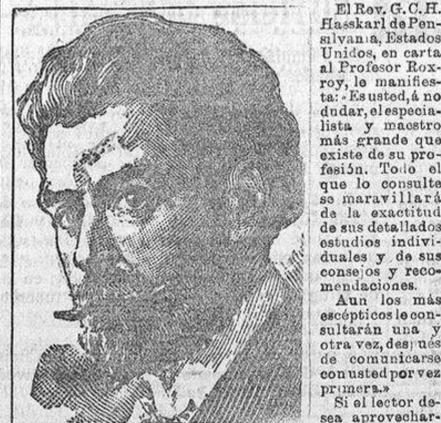 El Rev. G. C. H.
Hasskarl de Pen-
silvania, Estados
Unidos, en carta
al Profesor Rox-
roy, le manifies-
ta: «Es usted, á no
dudar, el especia-
lista y maestro
más grande que
existe de su pro-
fesión. Todo el
que lo consulte
se maravillará
de la exactitud
de sus detallados
estudios indivi-
duales y de sus
consejos y reco-
mendaciones.
Aun los más
escépticos le con-
sultarán una y
otra vez, después
de comunicarse
con usted por vez
primera.»
Si el lector de-
sea aprovechar-